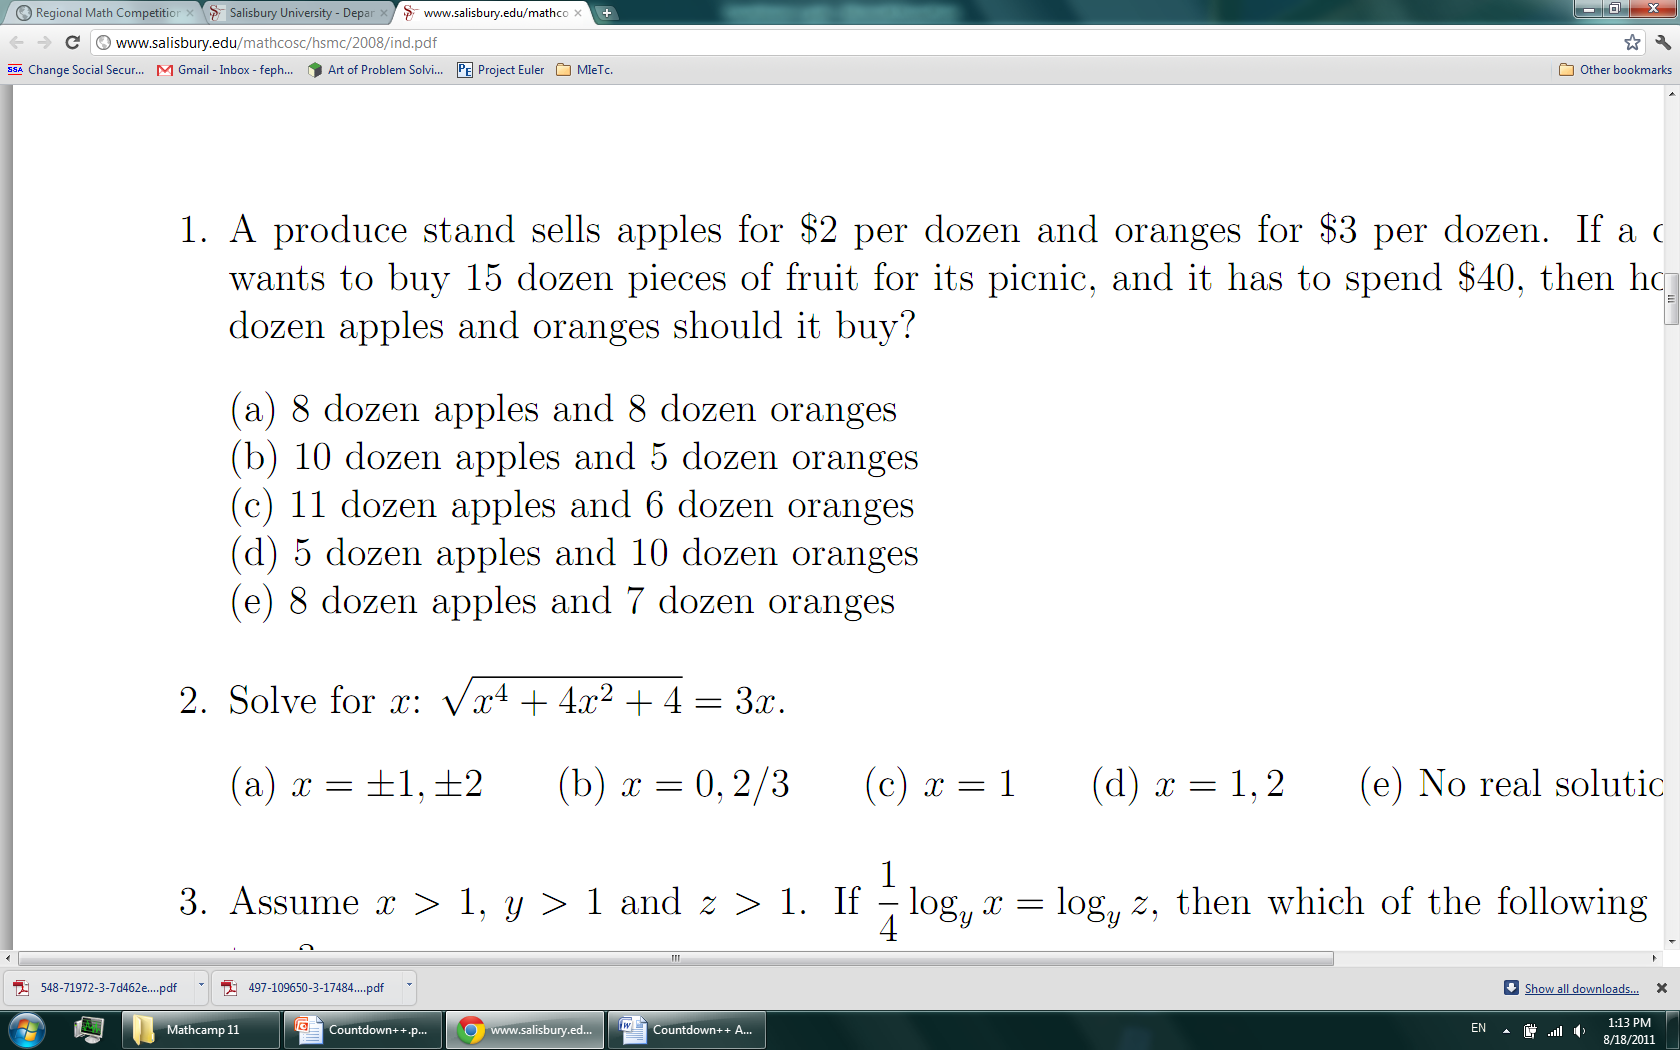 Regional Math Competition
Salisbury University - Depar
www.salisbury.edu/mathco
www.salisbury.edu/mathcosc/hsmc/2008/ind.pdf
SSA Change Social Secur... Gmail - Inbox - feph... Art of Problem Solvi... PE Project Euler MIeTc. Other bookmarks
1. A produce stand sells apples for $2 per dozen and oranges for $3 per dozen. If a c
wants to buy 15 dozen pieces of fruit for its picnic, and it has to spend $40, then ho
dozen apples and oranges should it buy?
(a) 8 dozen apples and 8 dozen oranges
(b) 10 dozen apples and 5 dozen oranges
(c) 11 dozen apples and 6 dozen oranges
(d) 5 dozen apples and 10 dozen oranges
(e) 8 dozen apples and 7 dozen oranges
2. Solve for x: √(x⁴ + 4x² + 4) = 3x.
(a) x = ±1, ±2 (b) x = 0, 2/3 (c) x = 1 (d) x = 1, 2 (e) No real solutio
3. Assume x > 1, y > 1 and z > 1. If 1/4 log_y x = log_y z, then which of the following
548-71972-3-7d462e....pdf 497-109650-3-17484....pdf Show all downloads...
Mathcamp 11 Countdown++.p... www.salisbury.ed... Countdown++ A... EN 1:13 PM
8/18/2011